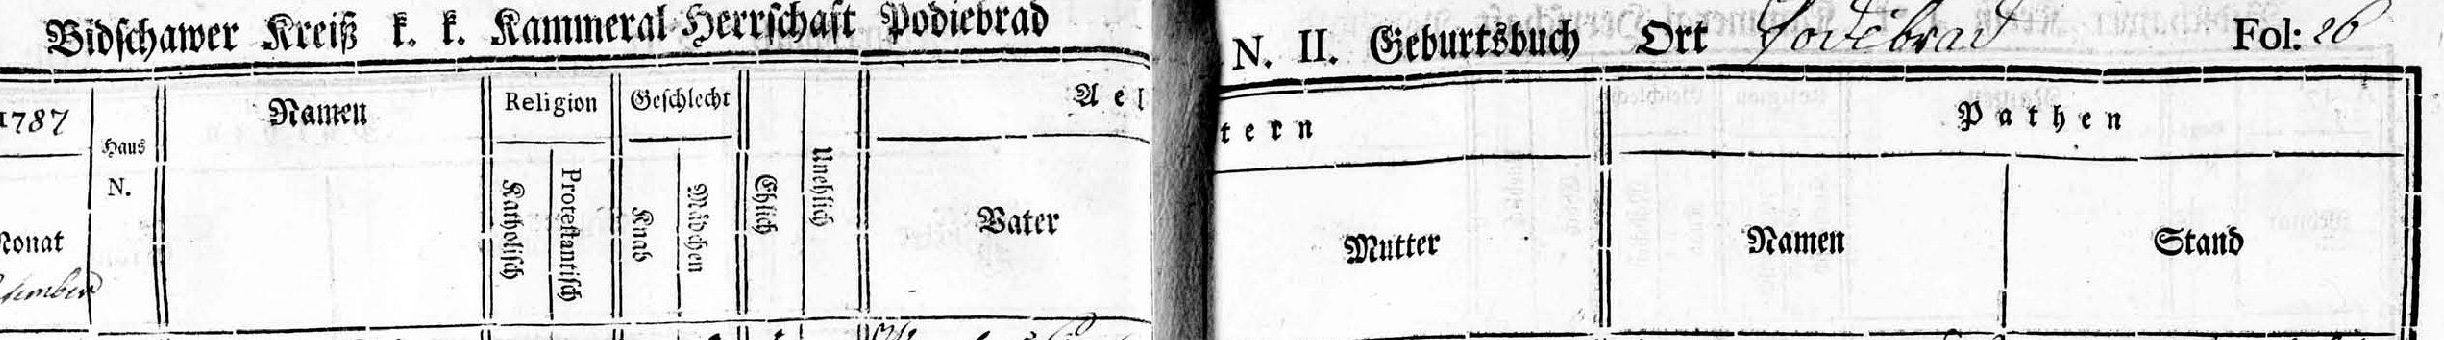 Bidschawer Kreiß k. k. Kammeral Herrschaft Podiebrad
N. II. Geburtsbuch Ort Podiebrad Fol: 26
1787
Haus
N.
Namen
Religion
Geschlecht
Ael
tern
Pathen
Monat
Katholisch
Protestantisch
Knab
Mädchen
Ehlich
Unehlich
Vater
Mutter
Namen
Stand